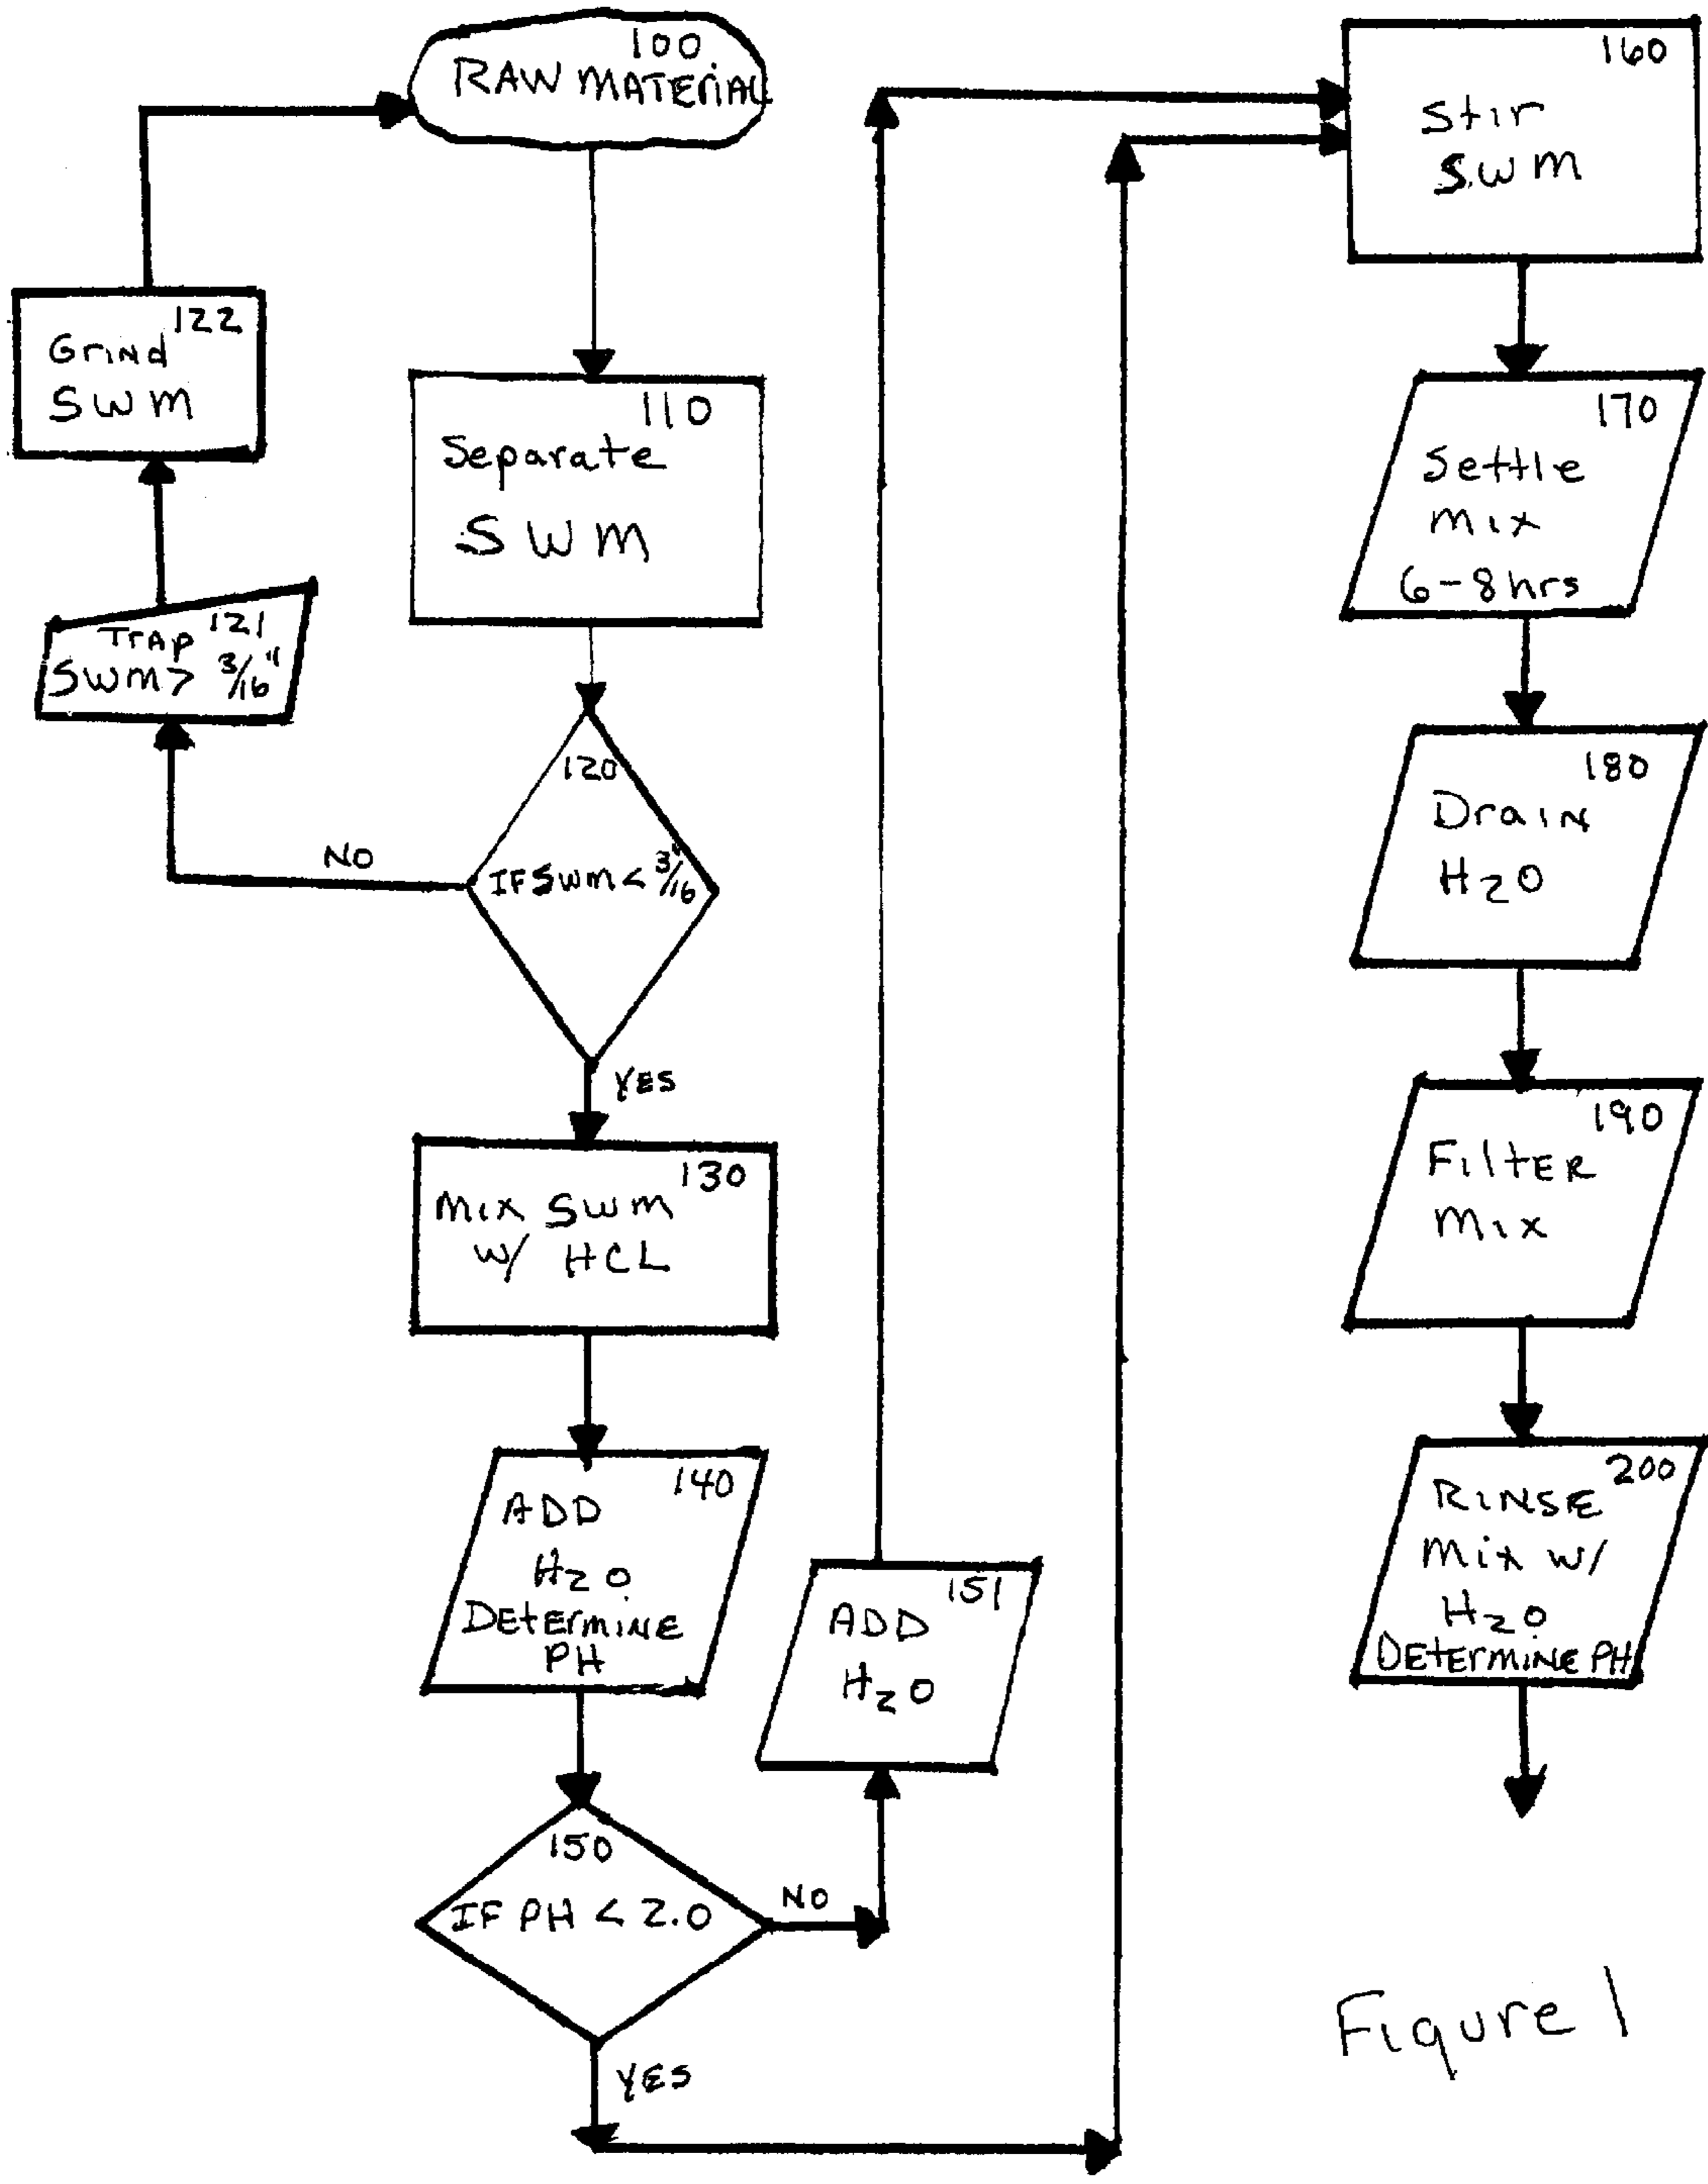 100
RAW MATERIAL
110
Separate
SWM
120
IF SWM < 3/16"
NO
121
TRAP
SWM > 3/16"
122
Grind
SWM
YES
130
Mix SWM
w/ HCL
140
ADD
H2O
DETERMINE
PH
150
IF PH < 2.0
NO
151
ADD
H2O
YES
160
Stir
S.W M
170
Settle
Mix
6-8 hrs
180
Drain
H2O
190
FilTER
Mix
200
RINSE
Mix w/
H2O
DETERMINE PH
Figure 1